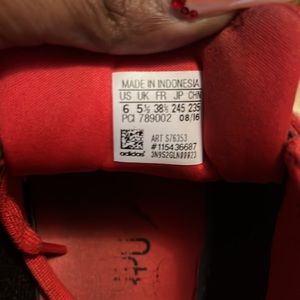 MADE IN INDONESIA
US UK FR JP CHN
6 5½ 38⅔ 245 235
PCI 789002 08/16
ART S76353
#115436687
adidas 3N9S2GLN00023